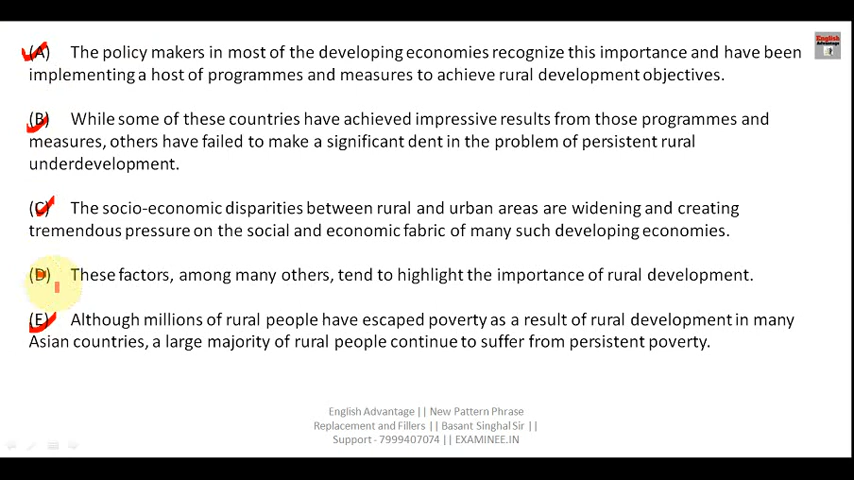 (A) The policy makers in most of the developing economies recognize this importance and have been
implementing a host of programmes and measures to achieve rural development objectives.
English
Advantage
(B) While some of these countries have achieved impressive results from those programmes and
measures, others have failed to make a significant dent in the problem of persistent rural
underdevelopment.
(C) The socio-economic disparities between rural and urban areas are widening and creating
tremendous pressure on the social and economic fabric of many such developing economies.
(D) These factors, among many others, tend to highlight the importance of rural development.
(E) Although millions of rural people have escaped poverty as a result of rural development in many
Asian countries, a large majority of rural people continue to suffer from persistent poverty.
English Advantage || New Pattern Phrase
Replacement and Fillers || Basant Singhal Sir ||
Support - 7999407074 || EXAMINEE.IN